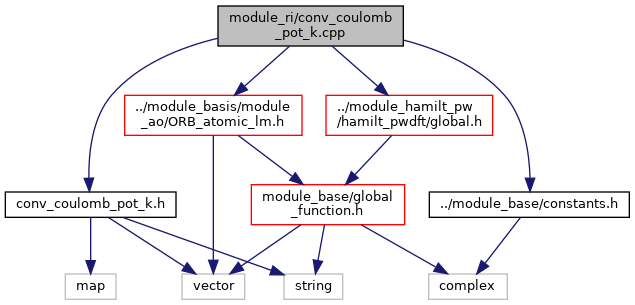 module_ri/conv_coulomb
_pot_k.cpp
../module_basis/module
_ao/ORB_atomic_lm.h
../module_hamilt_pw
/hamilt_pwdft/global.h
conv_coulomb_pot_k.h
module_base/global
_function.h
../module_base/constants.h
map
vector
string
complex